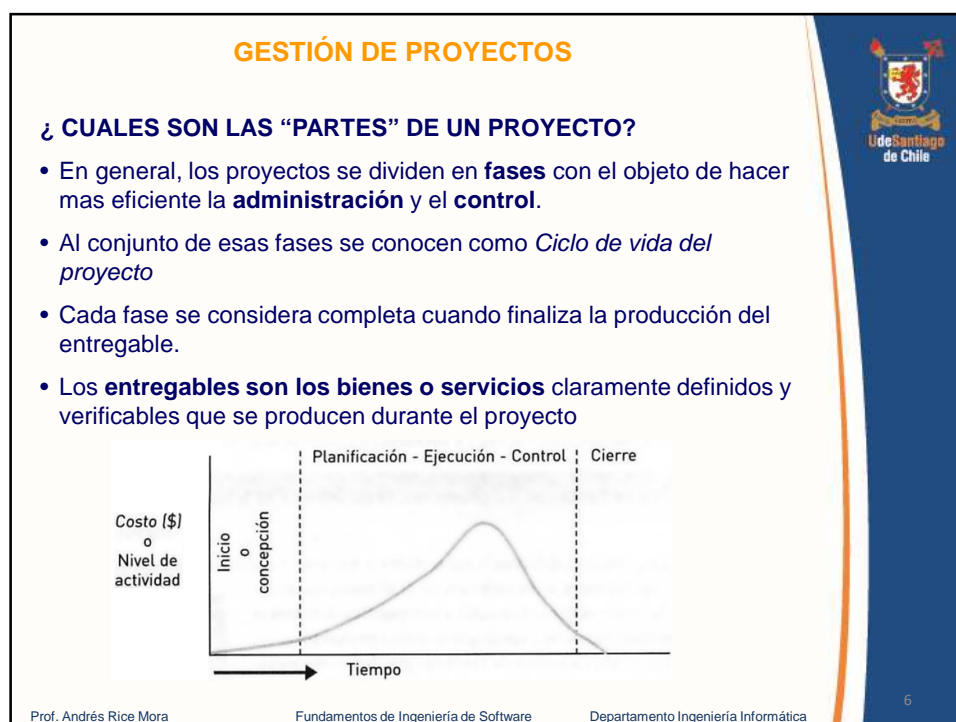 GESTIÓN DE PROYECTOS
¿ CUALES SON LAS “PARTES” DE UN PROYECTO?
• En general, los proyectos se dividen en fases con el objeto de hacer
mas eficiente la administración y el control.
• Al conjunto de esas fases se conocen como Ciclo de vida del
proyecto
• Cada fase se considera completa cuando finaliza la producción del
entregable.
• Los entregables son los bienes o servicios claramente definidos y
verificables que se producen durante el proyecto
Planificación - Ejecución - Control
Cierre
Costo ($)
o
Nivel de
actividad
Inicio
o
concepción
Tiempo
UdeSantiago
de Chile
Prof. Andrés Rice Mora
Fundamentos de Ingeniería de Software
Departamento Ingeniería Informática
6